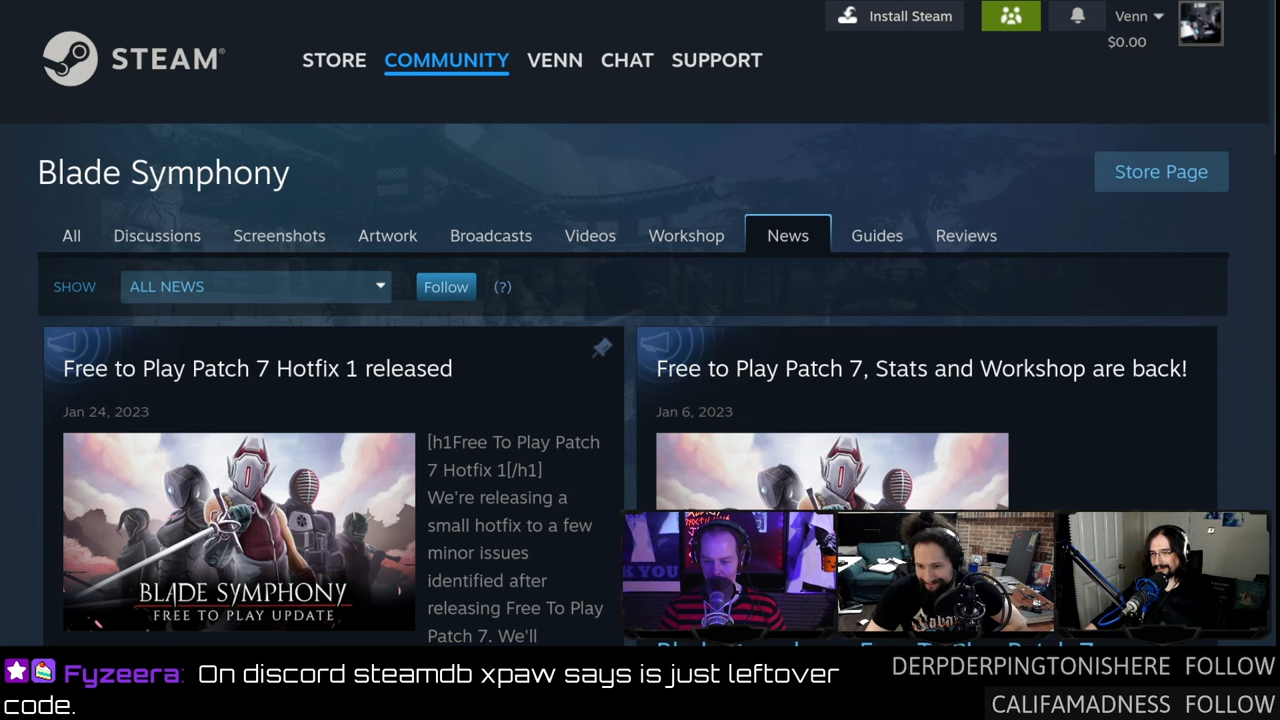 Install Steam
Venn
$0.00
STEAM®
STORE COMMUNITY VENN CHAT SUPPORT
Blade Symphony
Store Page
All Discussions Screenshots Artwork Broadcasts Videos Workshop News Guides Reviews
SHOW ALL NEWS Follow (?)
Free to Play Patch 7 Hotfix 1 released
Jan 24, 2023
BLADE SYMPHONY
FREE TO PLAY UPDATE
[h1Free To Play Patch
7 Hotfix 1[/h1]
We're releasing a
small hotfix to a few
minor issues
identified after
releasing Free To Play
Patch 7. We'll
Free to Play Patch 7, Stats and Workshop are back!
Jan 6, 2023
K YOU
Fyzeera: On discord steamdb xpaw says is just leftover
code.
DERPDERPINGTONISHERE FOLLOW
CALIFAMADNESS FOLLOW